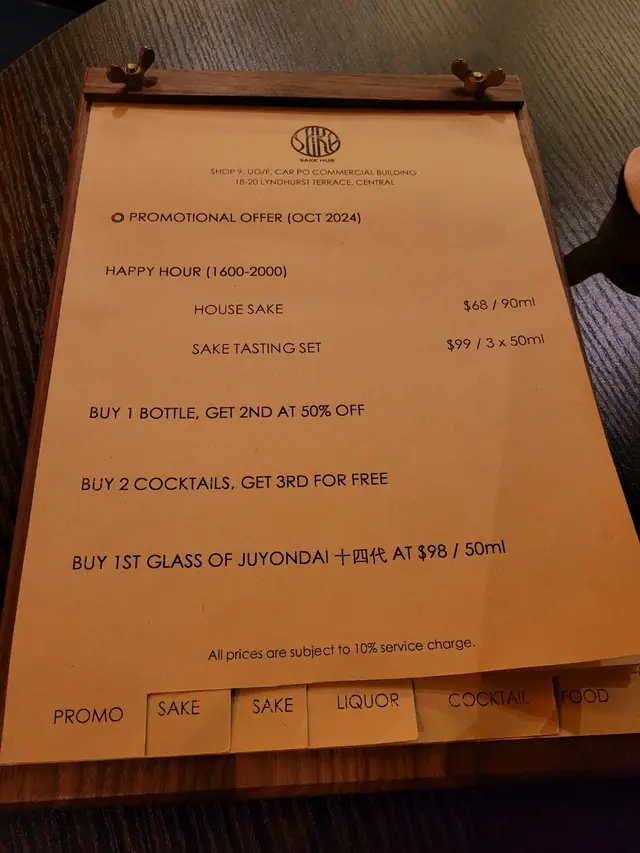 SAKE
SAKE HUB
SHOP 9, UG/F, CAR PO COMMERCIAL BUILDING
18-20 LYNDHURST TERRACE, CENTRAL
PROMOTIONAL OFFER (OCT 2024)
HAPPY HOUR (1600-2000)
HOUSE SAKE $68 / 90ml
SAKE TASTING SET $99 / 3 x 50ml
BUY 1 BOTTLE, GET 2ND AT 50% OFF
BUY 2 COCKTAILS, GET 3RD FOR FREE
BUY 1ST GLASS OF JUYONDAI 十四代 AT $98 / 50ml
All prices are subject to 10% service charge.
PROMO SAKE SAKE LIQUOR COCKTAIL FOOD